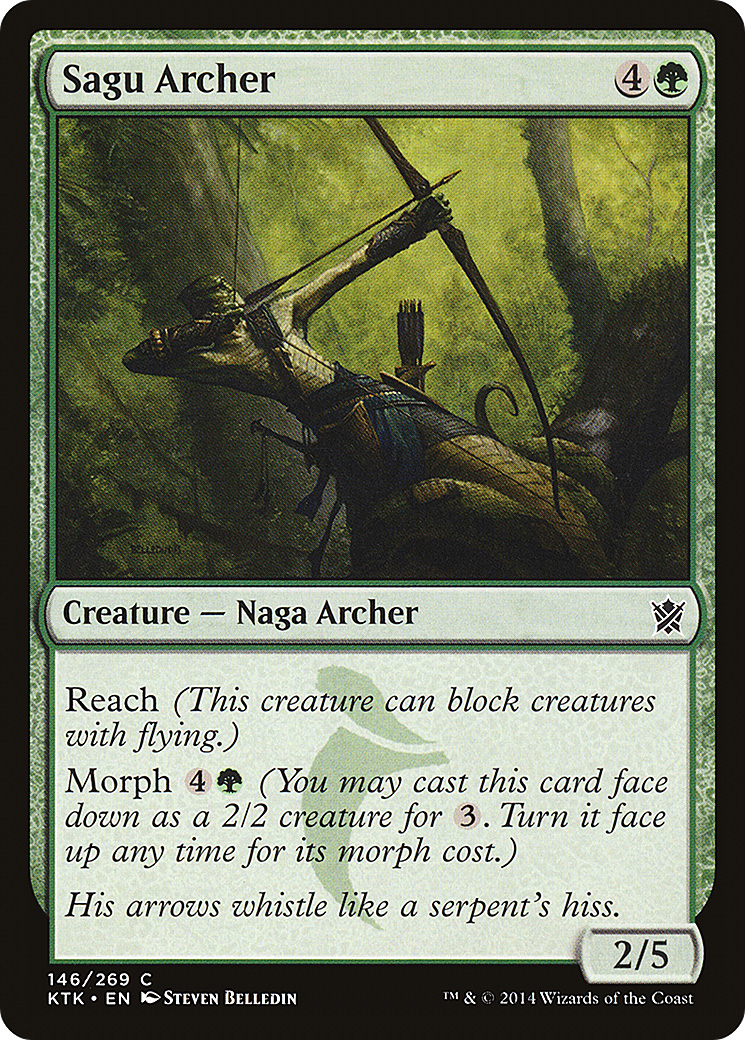 Sagu Archer 4
BELLEDIN
Creature — Naga Archer
Reach (This creature can block creatures
with flying.)
Morph 4 (You may cast this card face
down as a 2/2 creature for 3. Turn it face
up any time for its morph cost.)
His arrows whistle like a serpent's hiss.
2/5
146/269 C
KTK • EN Steven Belledin
™ & © 2014 Wizards of the Coast